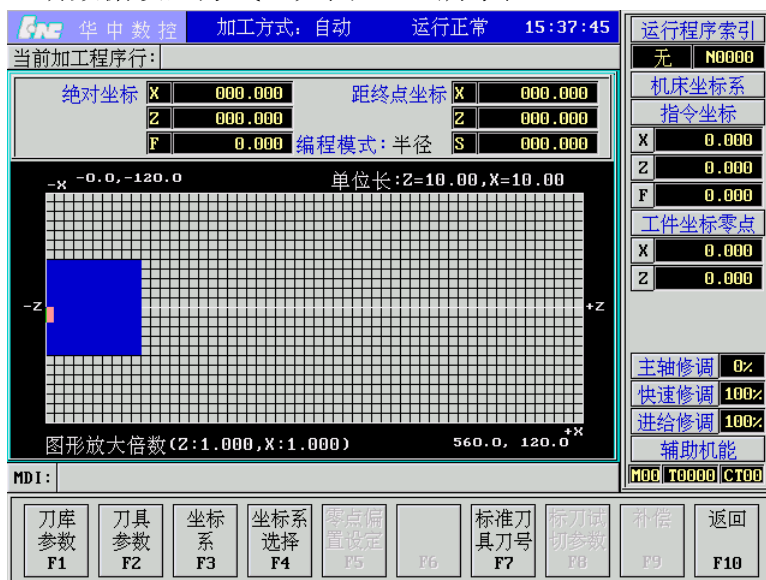 HNC 华中数控 加工方式: 自动 运行正常 15:37:45
当前加工程序行:
绝对坐标 X 000.000 距终点坐标 X 000.000
Z 000.000 Z 000.000
F 0.000 编程模式: 半径 S 000.000
-X -0.0,-120.0 单位长:Z=10.00,X=10.00
-Z +Z
+X
图形放大倍数(Z:1.000,X:1.000) 560.0, 120.0
MDI:
运行程序索引
无 N0000
机床坐标系
指令坐标
X 0.000
Z 0.000
F 0.000
工件坐标零点
X 0.000
Z 0.000
主轴修调 0%
快速修调 100%
进给修调 100%
辅助机能
M00 T0000 CT00
刀库参数 F1
刀具参数 F2
坐标系 F3
坐标系选择 F4
零点偏置设定 F5
F6
标准刀具刀号 F7
标刀试切参数 F8
补偿 F9
返回 F10